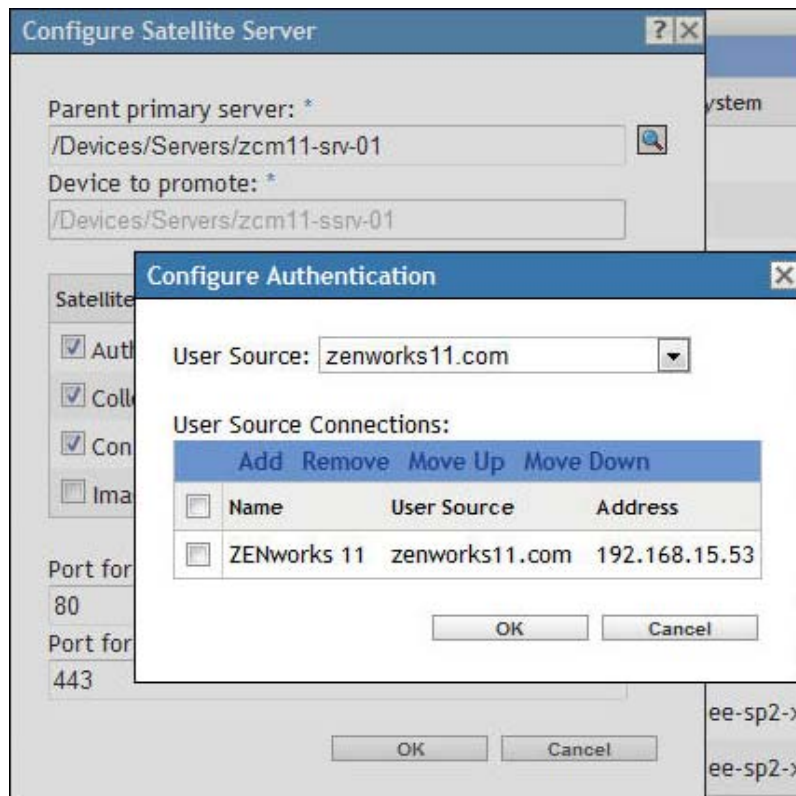 Configure Satellite Server ?
Parent primary server: *
/Devices/Servers/zcm11-srv-01
ystem
Device to promote: *
/Devices/Servers/zcm11-ssrv-01
Configure Authentication
Satellite
Auth
User Source: zenworks11.com
Colle
Con
User Source Connections:
Add Remove Move Up Move Down
Ima
Name User Source Address
ZENworks 11 zenworks11.com 192.168.15.53
Port for
80
OK Cancel
Port for
443
ee-sp2-x
OK Cancel
ee-sp2-x